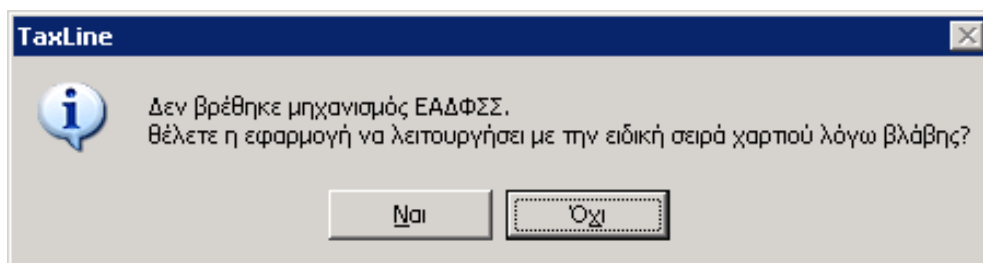 TaxLine
Δεν βρέθηκε μηχανισμός ΕΑΔΦΣΣ.
θέλετε η εφαρμογή να λειτουργήσει με την ειδική σειρά χαρτιού λόγω βλάβης?
Ναι
Όχι